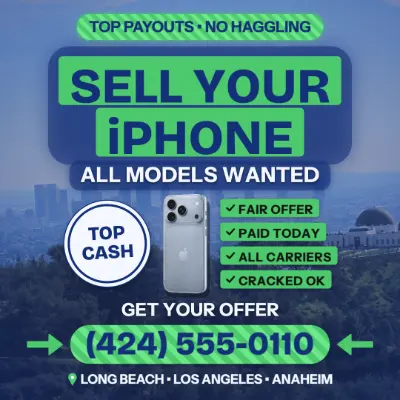 TOP PAYOUTS • NO HAGGLING
SELL YOUR
iPHONE
ALL MODELS WANTED
TOP
CASH
✓ FAIR OFFER
✓ PAID TODAY
✓ ALL CARRIERS
✓ CRACKED OK
GET YOUR OFFER
(424) 555-0110
LONG BEACH • LOS ANGELES • ANAHEIM